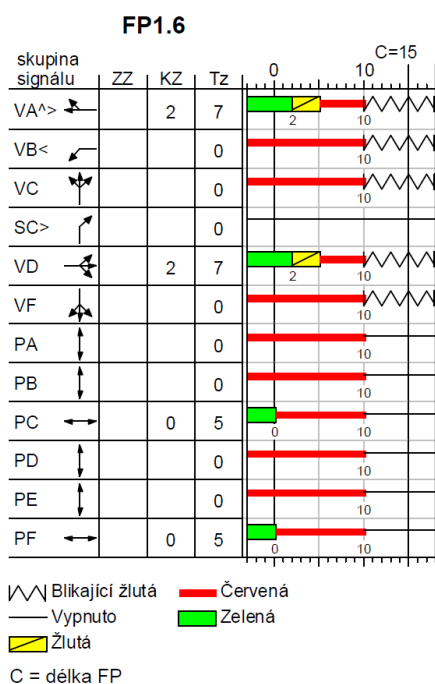 FP1.6
C=15
skupina signálu ZZ KZ Tz 0 10
VA^> 2 7 2 10
VB< 0 10
VC 0 10
SC> 0
VD 2 7 2 10
VF 0 10
PA 0 10
PB 0 10
PC 0 5 0 10
PD 0 10
PE 0 10
PF 0 5 0 10
Blikající žlutá Červená
Vypnuto Zelená
Žlutá
C = délka FP